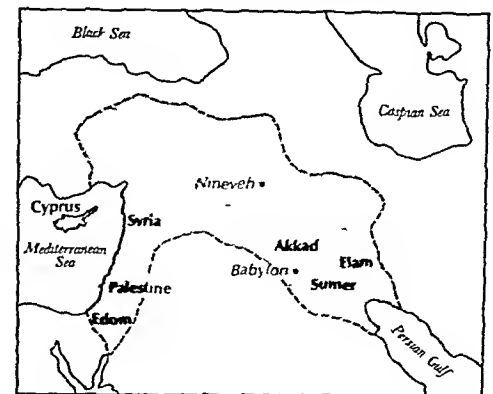 Black Sea
Caspian Sea
Nineveh
Cyprus
Syria
Mediterranean
Sea
Akkad
Elam
Babylon
Sumer
Palestine
Edom
Persian Gulf